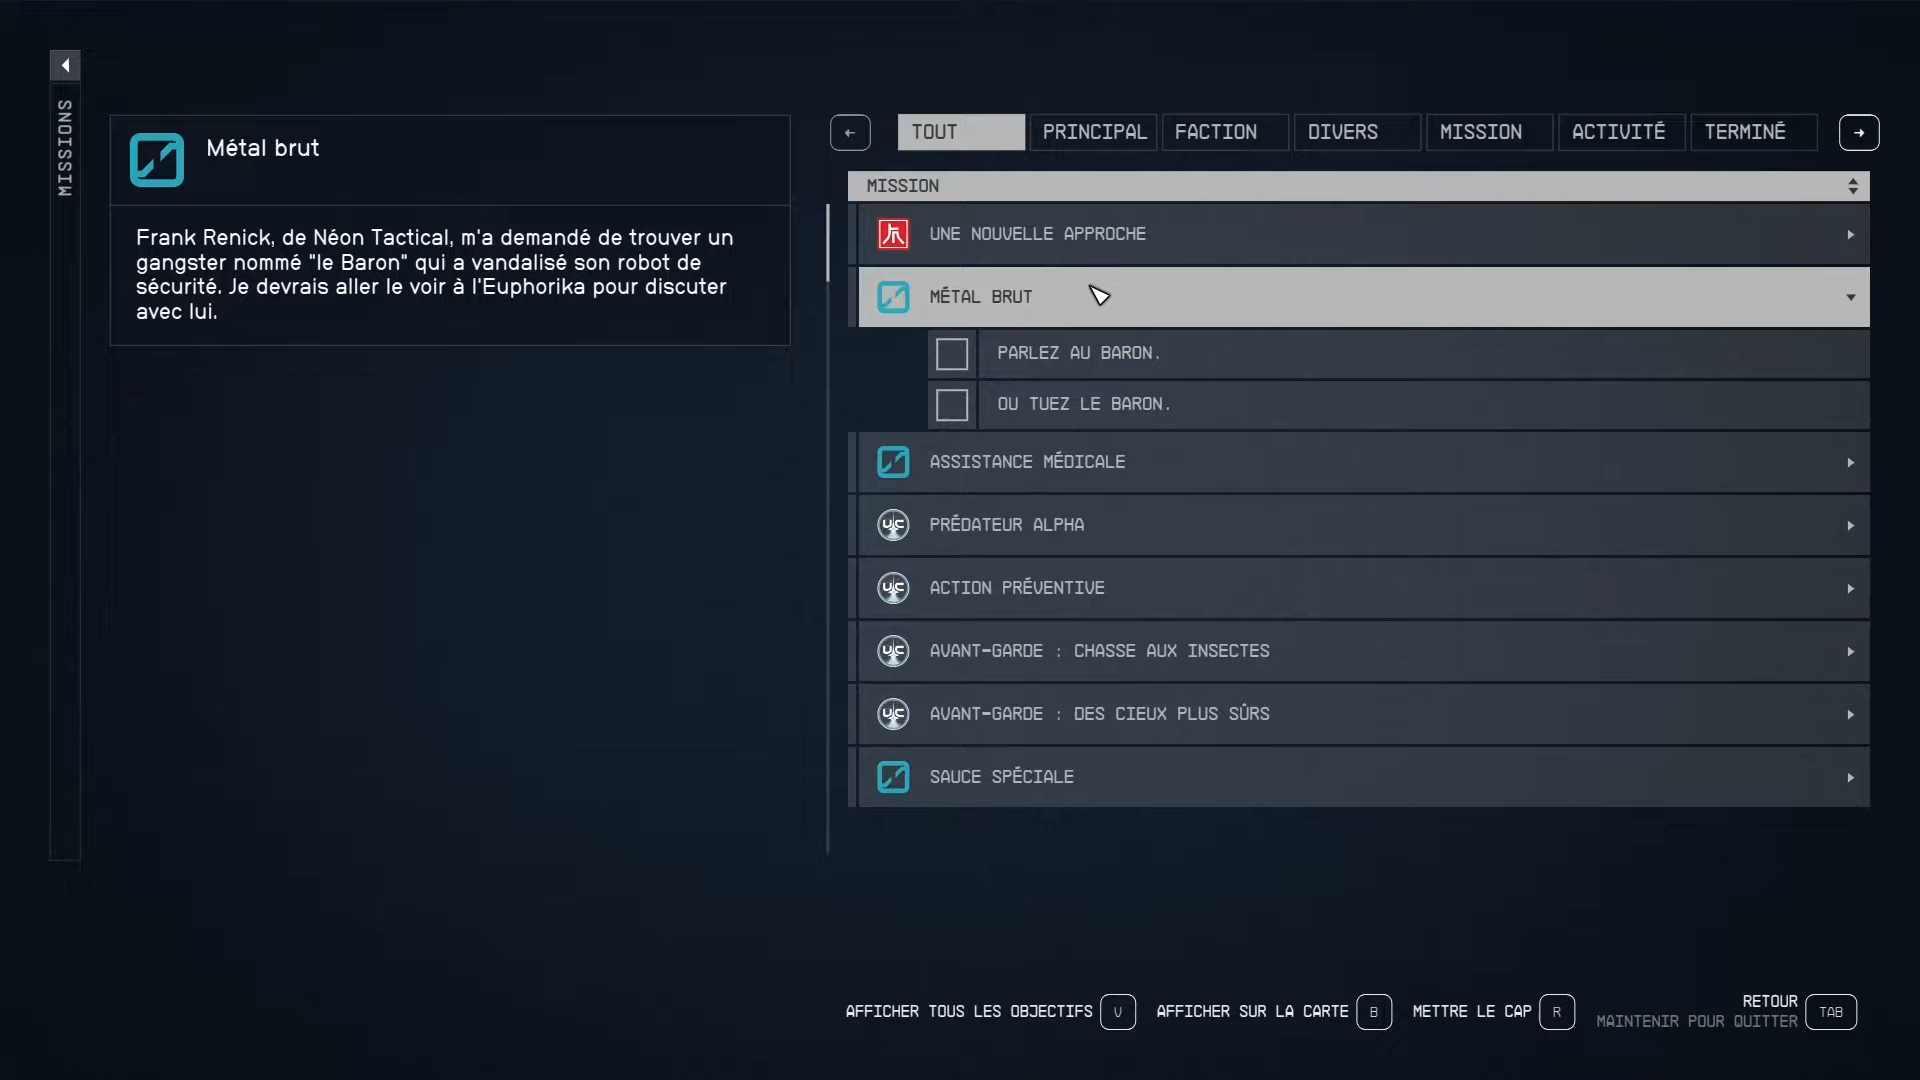 MISSIONS
Métal brut
Frank Renick, de Néon Tactical, m'a demandé de trouver un
gangster nommé "le Baron" qui a vandalisé son robot de
sécurité. Je devrais aller le voir à l'Euphorika pour discuter
avec lui.
TOUT PRINCIPAL FACTION DIVERS MISSION ACTIVITÉ TERMINÉ
MISSION
UNE NOUVELLE APPROCHE
MÉTAL BRUT
PARLEZ AU BARON.
OU TUEZ LE BARON.
ASSISTANCE MÉDICALE
UC PRÉDATEUR ALPHA
UC ACTION PRÉVENTIVE
UC AVANT-GARDE : CHASSE AUX INSECTES
UC AVANT-GARDE : DES CIEUX PLUS SÛRS
SAUCE SPÉCIALE
AFFICHER TOUS LES OBJECTIFS V AFFICHER SUR LA CARTE B METTRE LE CAP R RETOUR TAB
MAINTENIR POUR QUITTER